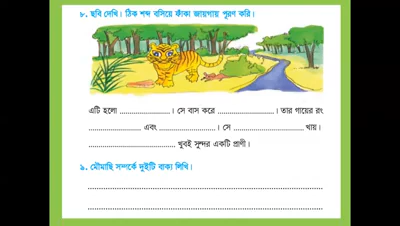 ৮. ছবি দেখি। ঠিক শব্দ বসিয়ে ফাঁকা জায়গায় পুরণ করি।
এটি হলো ........................। সে বাস করে ........................। তার গায়ের রং
........................ এবং ........................। সে ................................ খায়।
........................................ খুবই সুন্দর একটি প্রাণী।
৯. মৌমাছি সম্পর্কে দুইটি বাক্য লিখি।